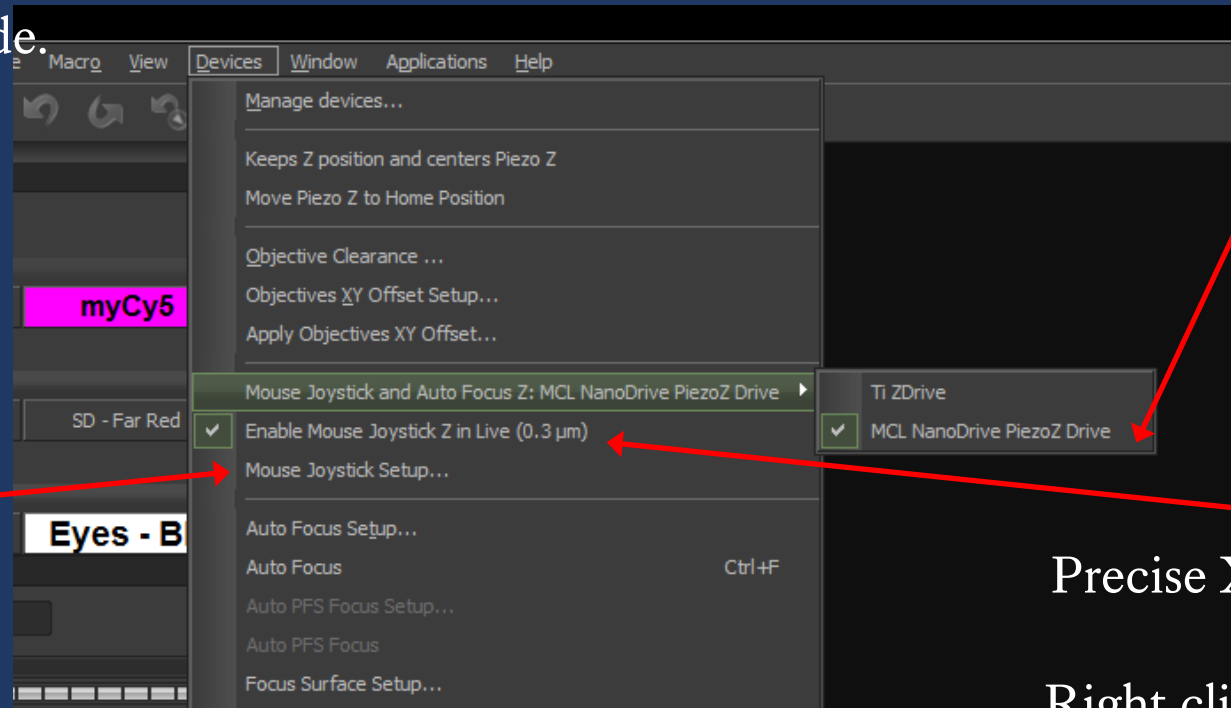 de.
e Macro View Devices Window Applications Help
Manage devices...
Keeps Z position and centers Piezo Z
Move Piezo Z to Home Position
Objective Clearance ...
Objectives XY Offset Setup...
myCy5
Apply Objectives XY Offset...
Mouse Joystick and Auto Focus Z: MCL NanoDrive PiezoZ Drive
Ti ZDrive
SD - Far Red
Enable Mouse Joystick Z in Live (0.3 µm)
MCL NanoDrive PiezoZ Drive
Mouse Joystick Setup...
Eyes - B
Auto Focus Setup...
Auto Focus Ctrl+F
Precise X
Auto PFS Focus Setup...
Auto PFS Focus
Focus Surface Setup...
Right cli